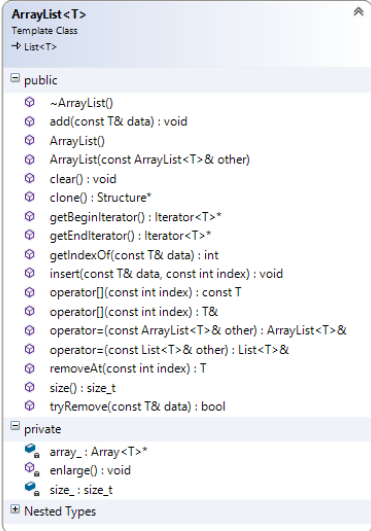 ArrayList<T>
Template Class
List<T>
public
~ArrayList()
add(const T& data) : void
ArrayList()
ArrayList(const ArrayList<T>& other)
clear() : void
clone() : Structure*
getBeginIterator() : Iterator<T>*
getEndIterator() : Iterator<T>*
getIndexOf(const T& data) : int
insert(const T& data, const int index) : void
operator[](const int index) : const T
operator[](const int index) : T&
operator=(const ArrayList<T>& other) : ArrayList<T>&
operator=(const List<T>& other) : List<T>&
removeAt(const int index) : T
size() : size_t
tryRemove(const T& data) : bool
private
array_ : Array<T>*
enlarge() : void
size_ : size_t
Nested Types